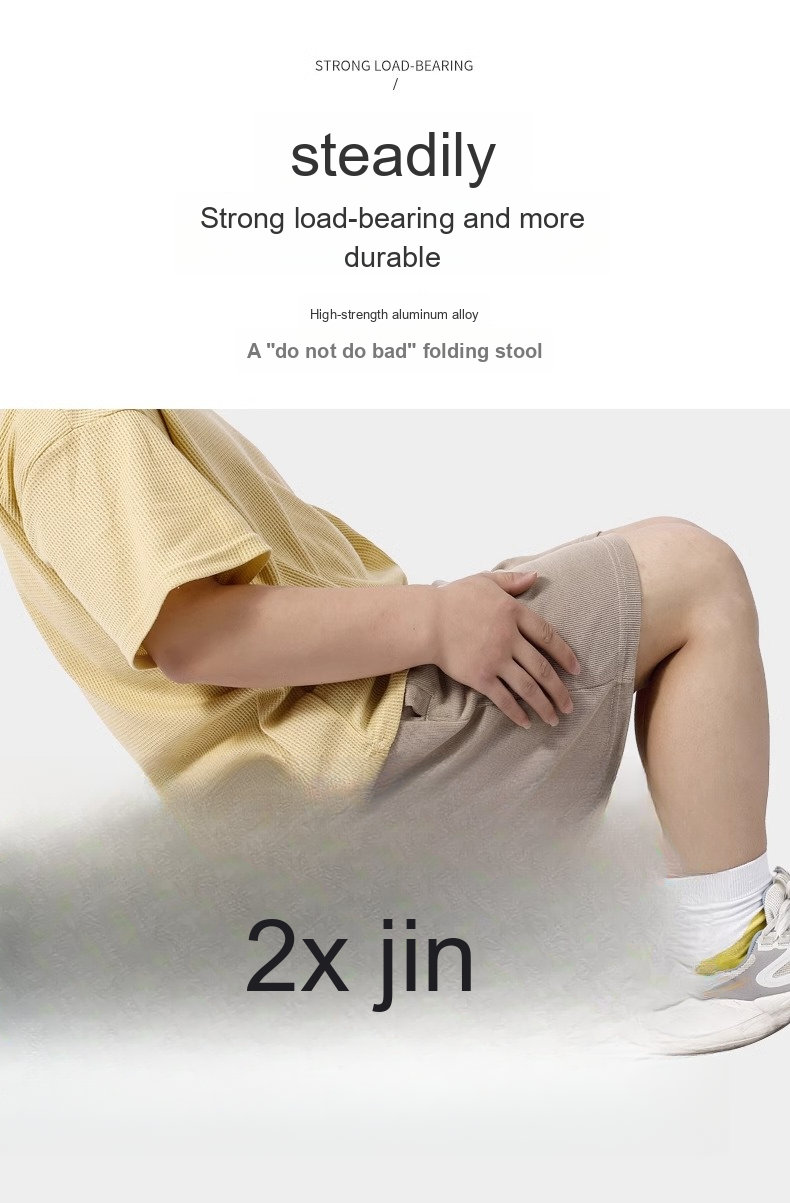 STRONG LOAD-BEARING
/
steadily
Strong load-bearing and more
durable
High-strength aluminum alloy
A "do not do bad" folding stool
2x jin